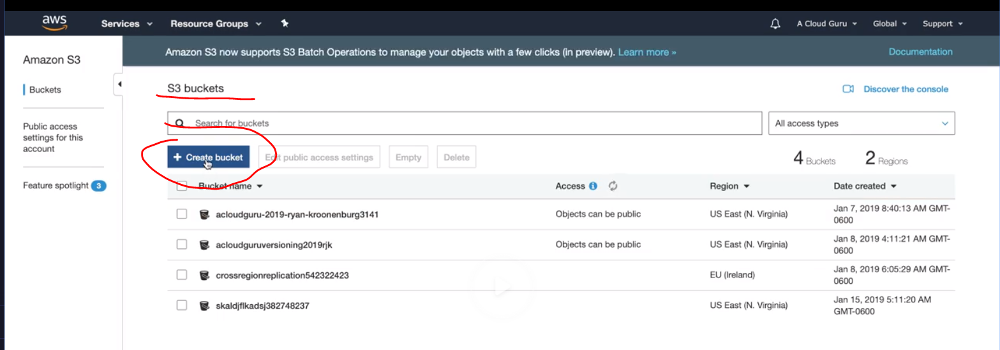 aws Services Resource Groups A Cloud Guru Global Support
Amazon S3 now supports S3 Batch Operations to manage your objects with a few clicks (in preview). Learn more » Documentation
Amazon S3
Buckets
Public access
settings for this
account
Feature spotlight 3
S3 buckets Discover the console
Search for buckets All access types
+ Create bucket Edit public access settings Empty Delete 4 Buckets 2 Regions
Bucket name Access Region Date created
acloudguru-2019-ryan-kroonenburg3141 Objects can be public US East (N. Virginia) Jan 7, 2019 8:40:13 AM GMT-
0600
acloudguruversioning2019rjk Objects can be public US East (N. Virginia) Jan 8, 2019 4:11:21 AM GMT-
0600
crossregionreplication542322423 EU (Ireland) Jan 8, 2019 6:05:29 AM GMT-
0600
skaldjflkadsj382748237 US East (N. Virginia) Jan 15, 2019 5:11:20 AM
GMT-0600